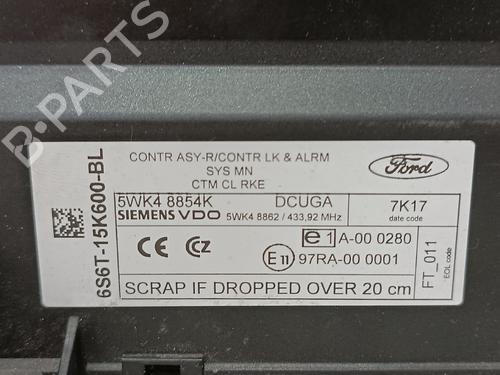 B-PARTS
CONTR ASY-R/CONTR LK & ALRM
SYS MN
CTM CL RKE
Ford
5WK4 8854K DCUGA 7K17
SIEMENS VDO 5WK4 8862 / 433,92 MHz date code
CE CZ e1 A-00 0280
E11 97RA-00 0001
SCRAP IF DROPPED OVER 20 cm
FT_011
EOL code
6S6T-15K600-BL